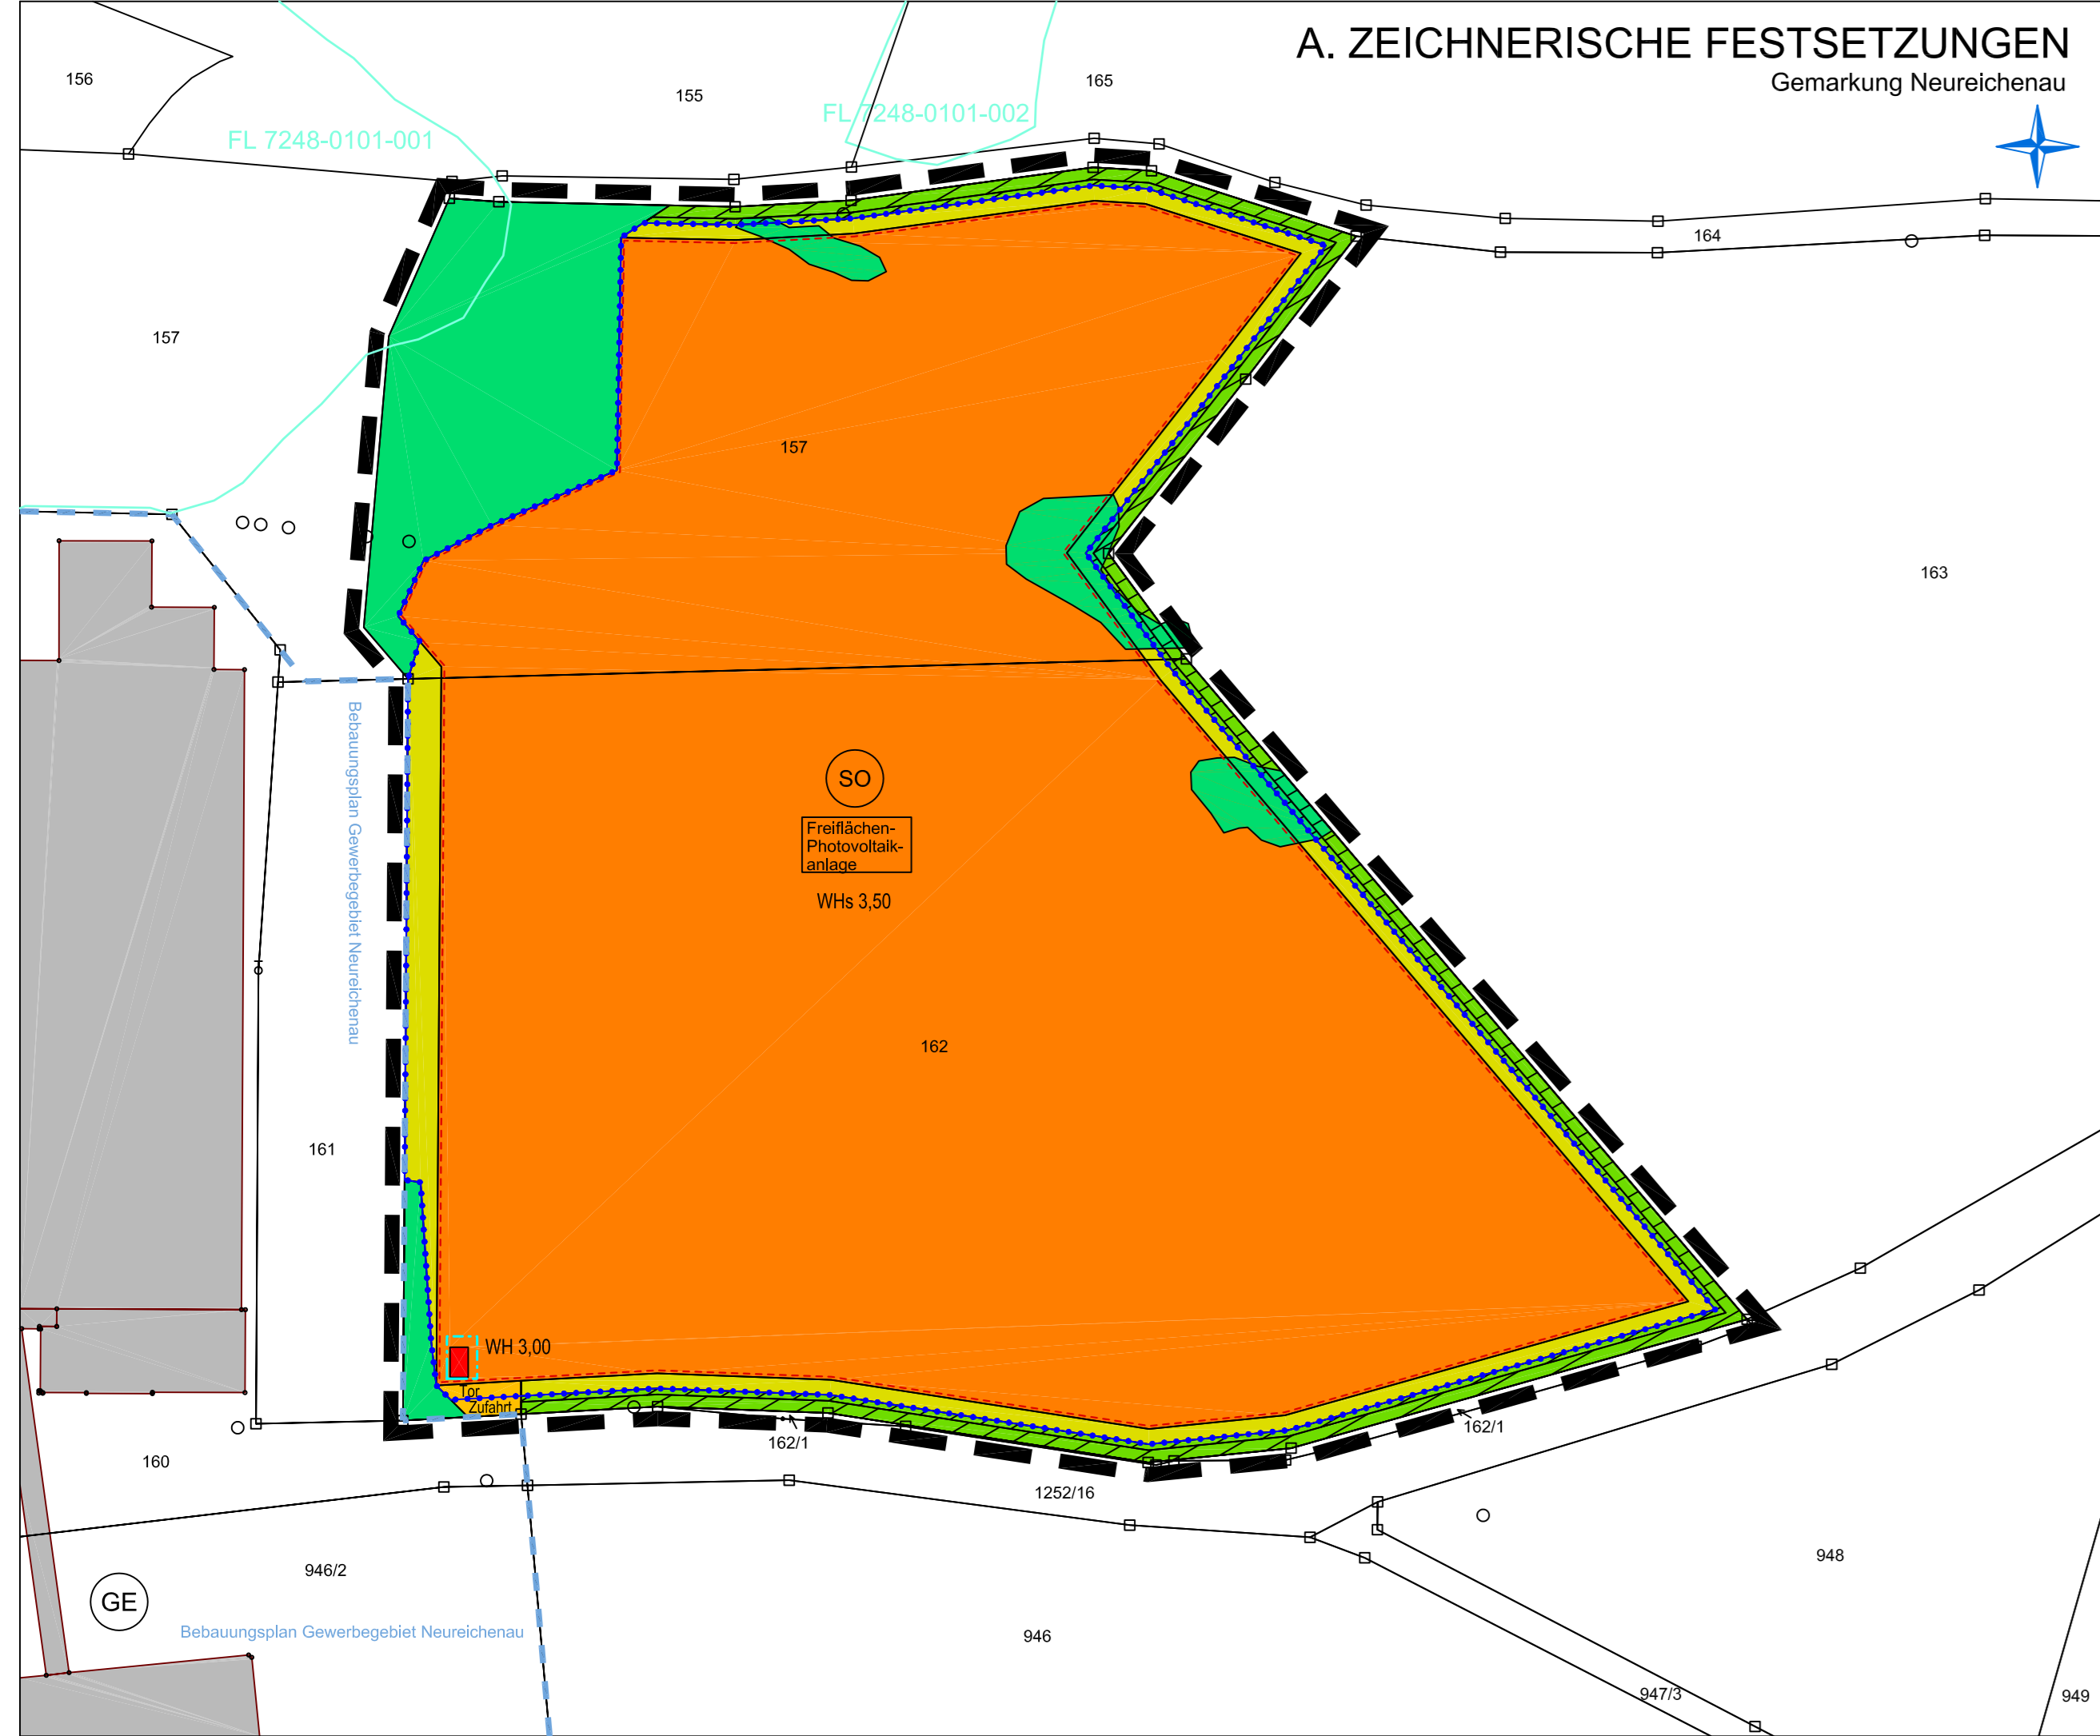 A. ZEICHNERISCHE FESTSETZUNGEN
Gemarkung Neureichenau
156
155
165
FL 7248-0101-001
FL 7248-0101-002
164
157
157
163
Bebauungsplan Gewerbegebiet Neureichenau
SO
Freiflächen-
Photovoltaik-
anlage
WHs 3,50
162
161
WH 3,00
Tor
Zufahrt
162/1
162/1
160
1252/16
946/2
948
GE
Bebauungsplan Gewerbegebiet Neureichenau
946
947/3
949